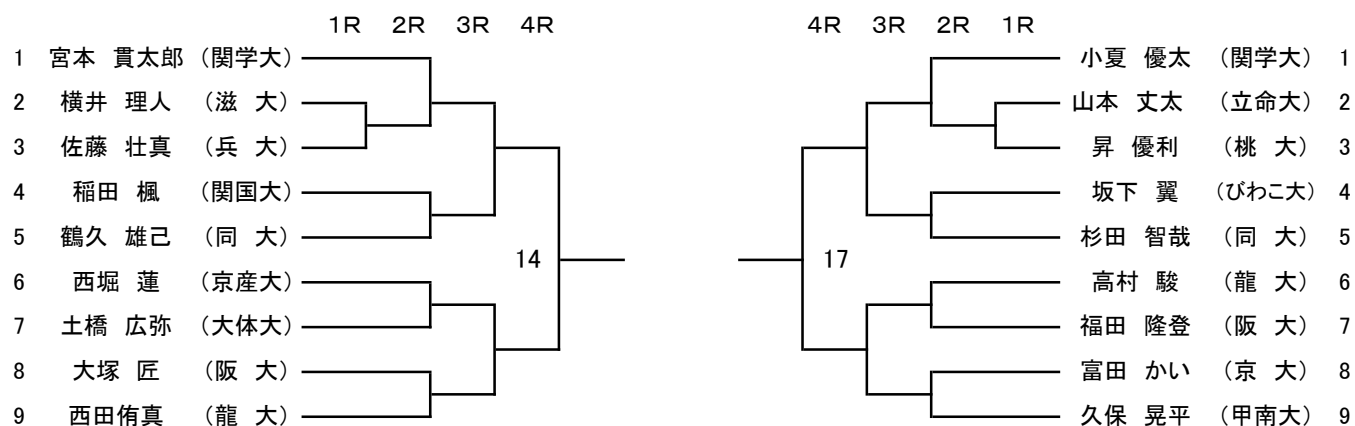 1R 2R 3R 4R
1 宮本 貫太郎 （関学大）
2 横井 理人 （滋 大）
3 佐藤 壮真 （兵 大）
4 稲田 楓 （関国大）
5 鶴久 雄己 （同 大）
14
6 西堀 蓮 （京産大）
7 土橋 広弥 （大体大）
8 大塚 匠 （阪 大）
9 西田侑真 （龍 大）
4R 3R 2R 1R
小夏 優太 （関学大） 1
山本 丈太 （立命大） 2
昇 優利 （桃 大） 3
坂下 翼 （びわこ大） 4
杉田 智哉 （同 大） 5
17
高村 駿 （龍 大） 6
福田 隆登 （阪 大） 7
富田 かい （京 大） 8
久保 晃平 （甲南大） 9